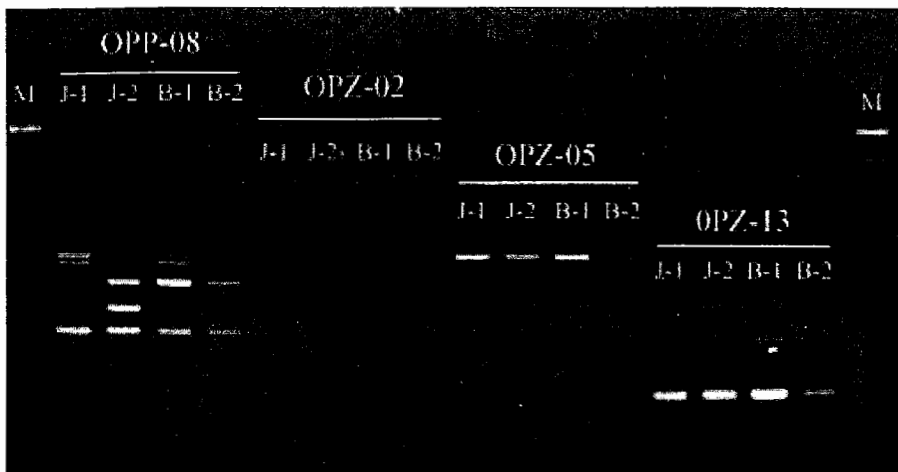 OPP-08
M J-1 J-2 B-1 B-2
OPZ-02
J-1 J-2 B-1 B-2
OPZ-05
J-1 J-2 B-1 B-2
0PZ-13
J-1 J-2 B-1 B-2
M